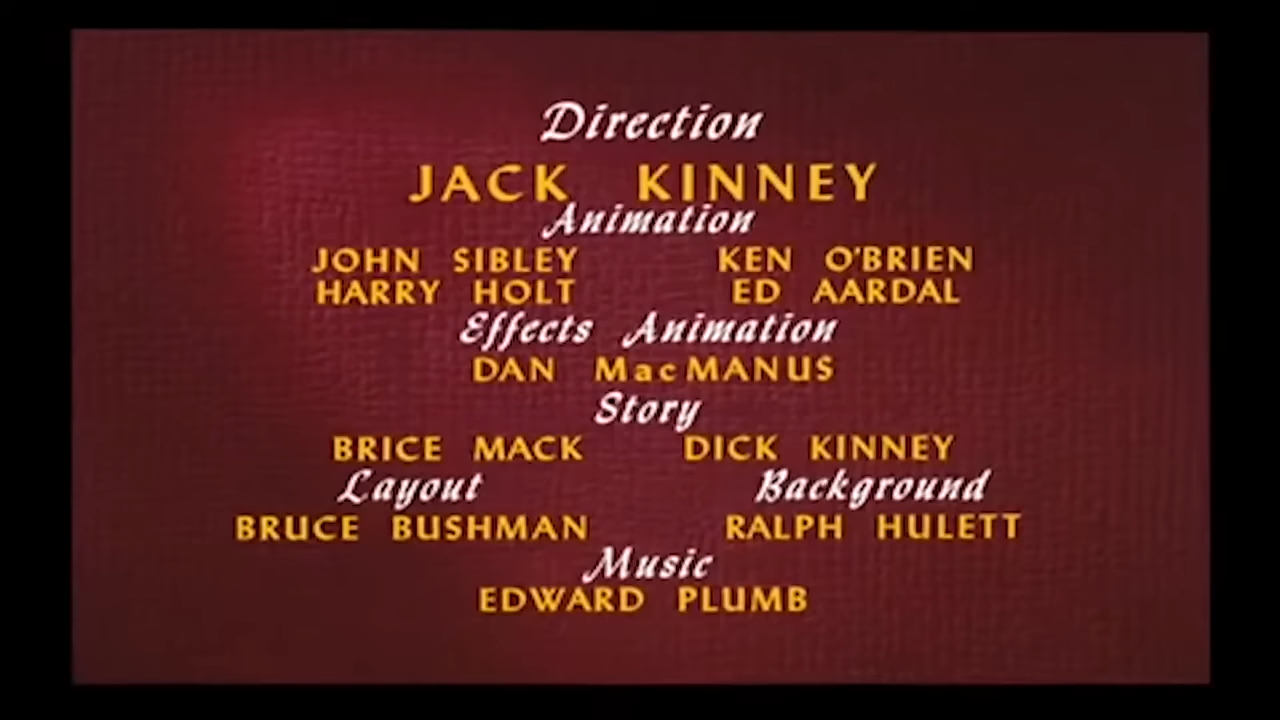 Direction
JACK KINNEY
Animation
JOHN SIBLEY KEN O'BRIEN
HARRY HOLT ED AARDAL
Effects Animation
DAN MacMANUS
Story
BRICE MACK DICK KINNEY
Layout Background
BRUCE BUSHMAN RALPH HULETT
Music
EDWARD PLUMB